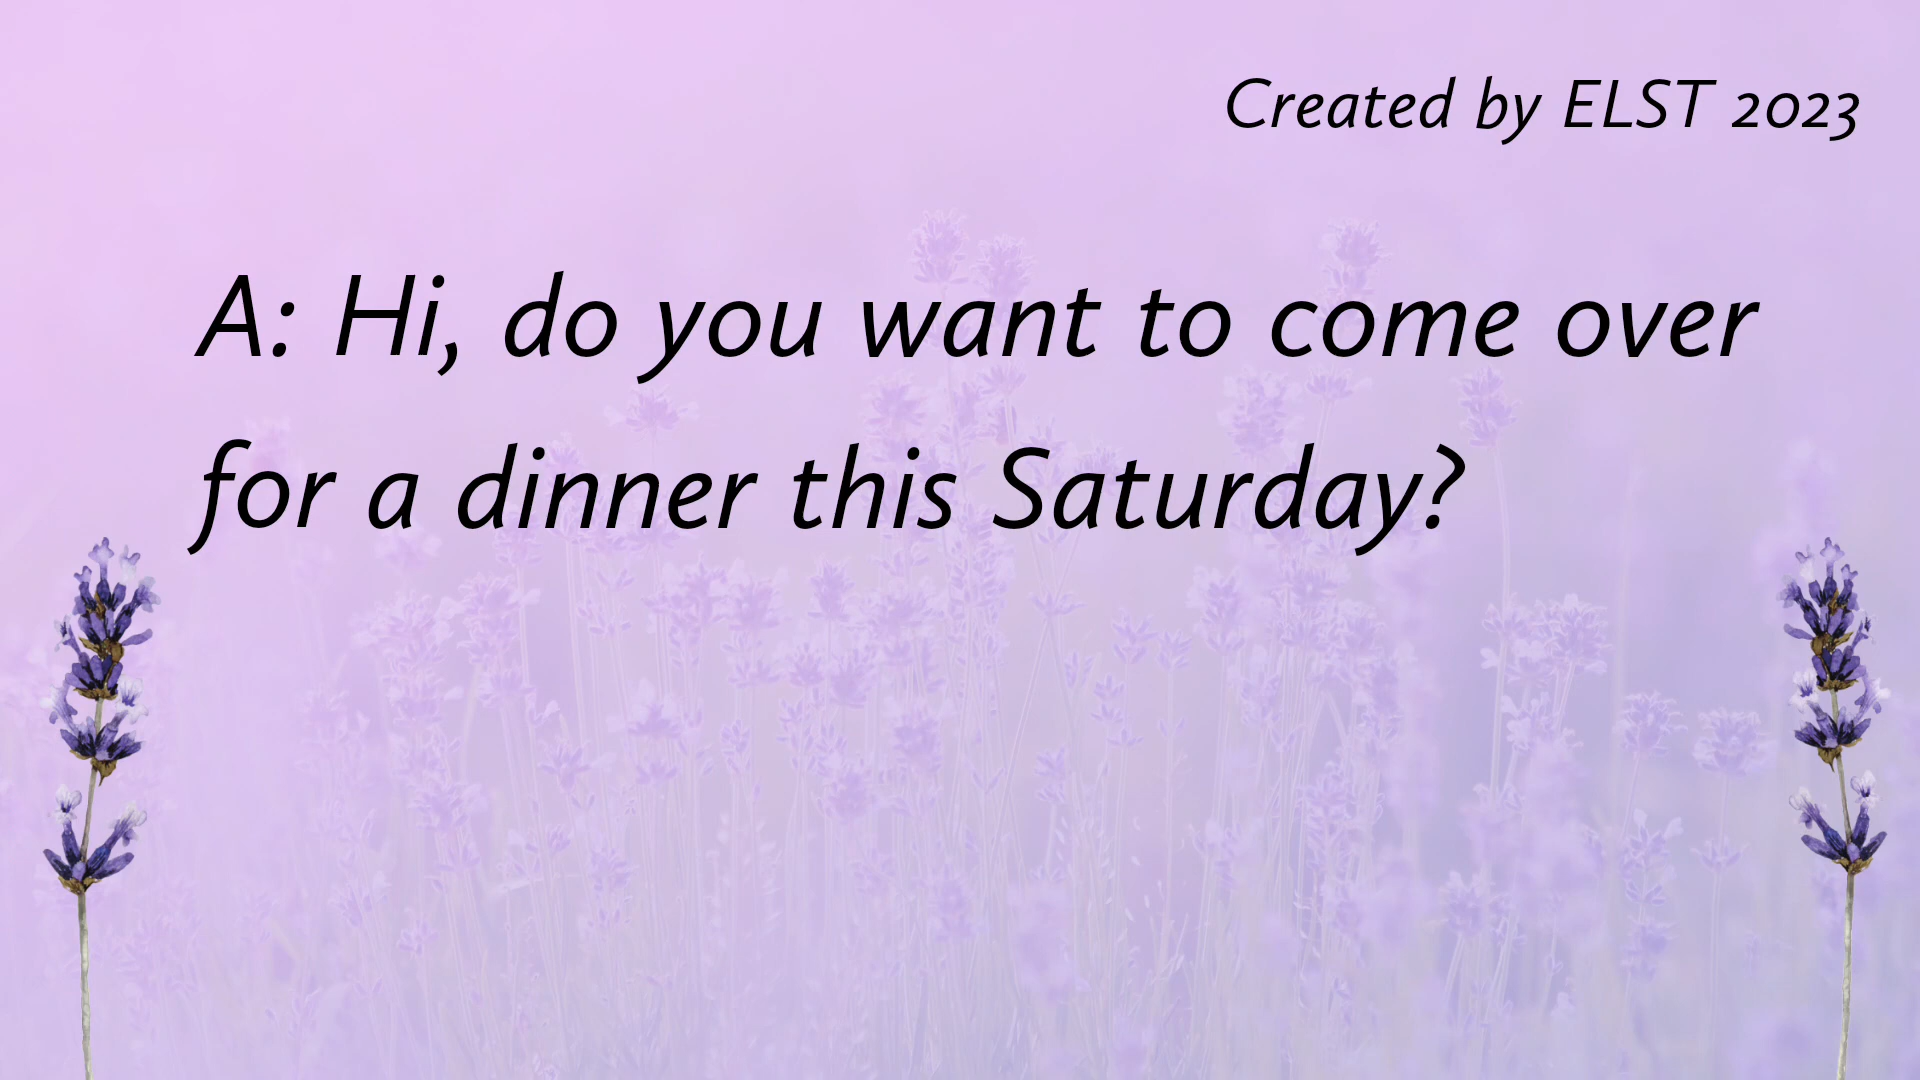 Created by ELST 2023
A: Hi, do you want to come over
for a dinner this Saturday?